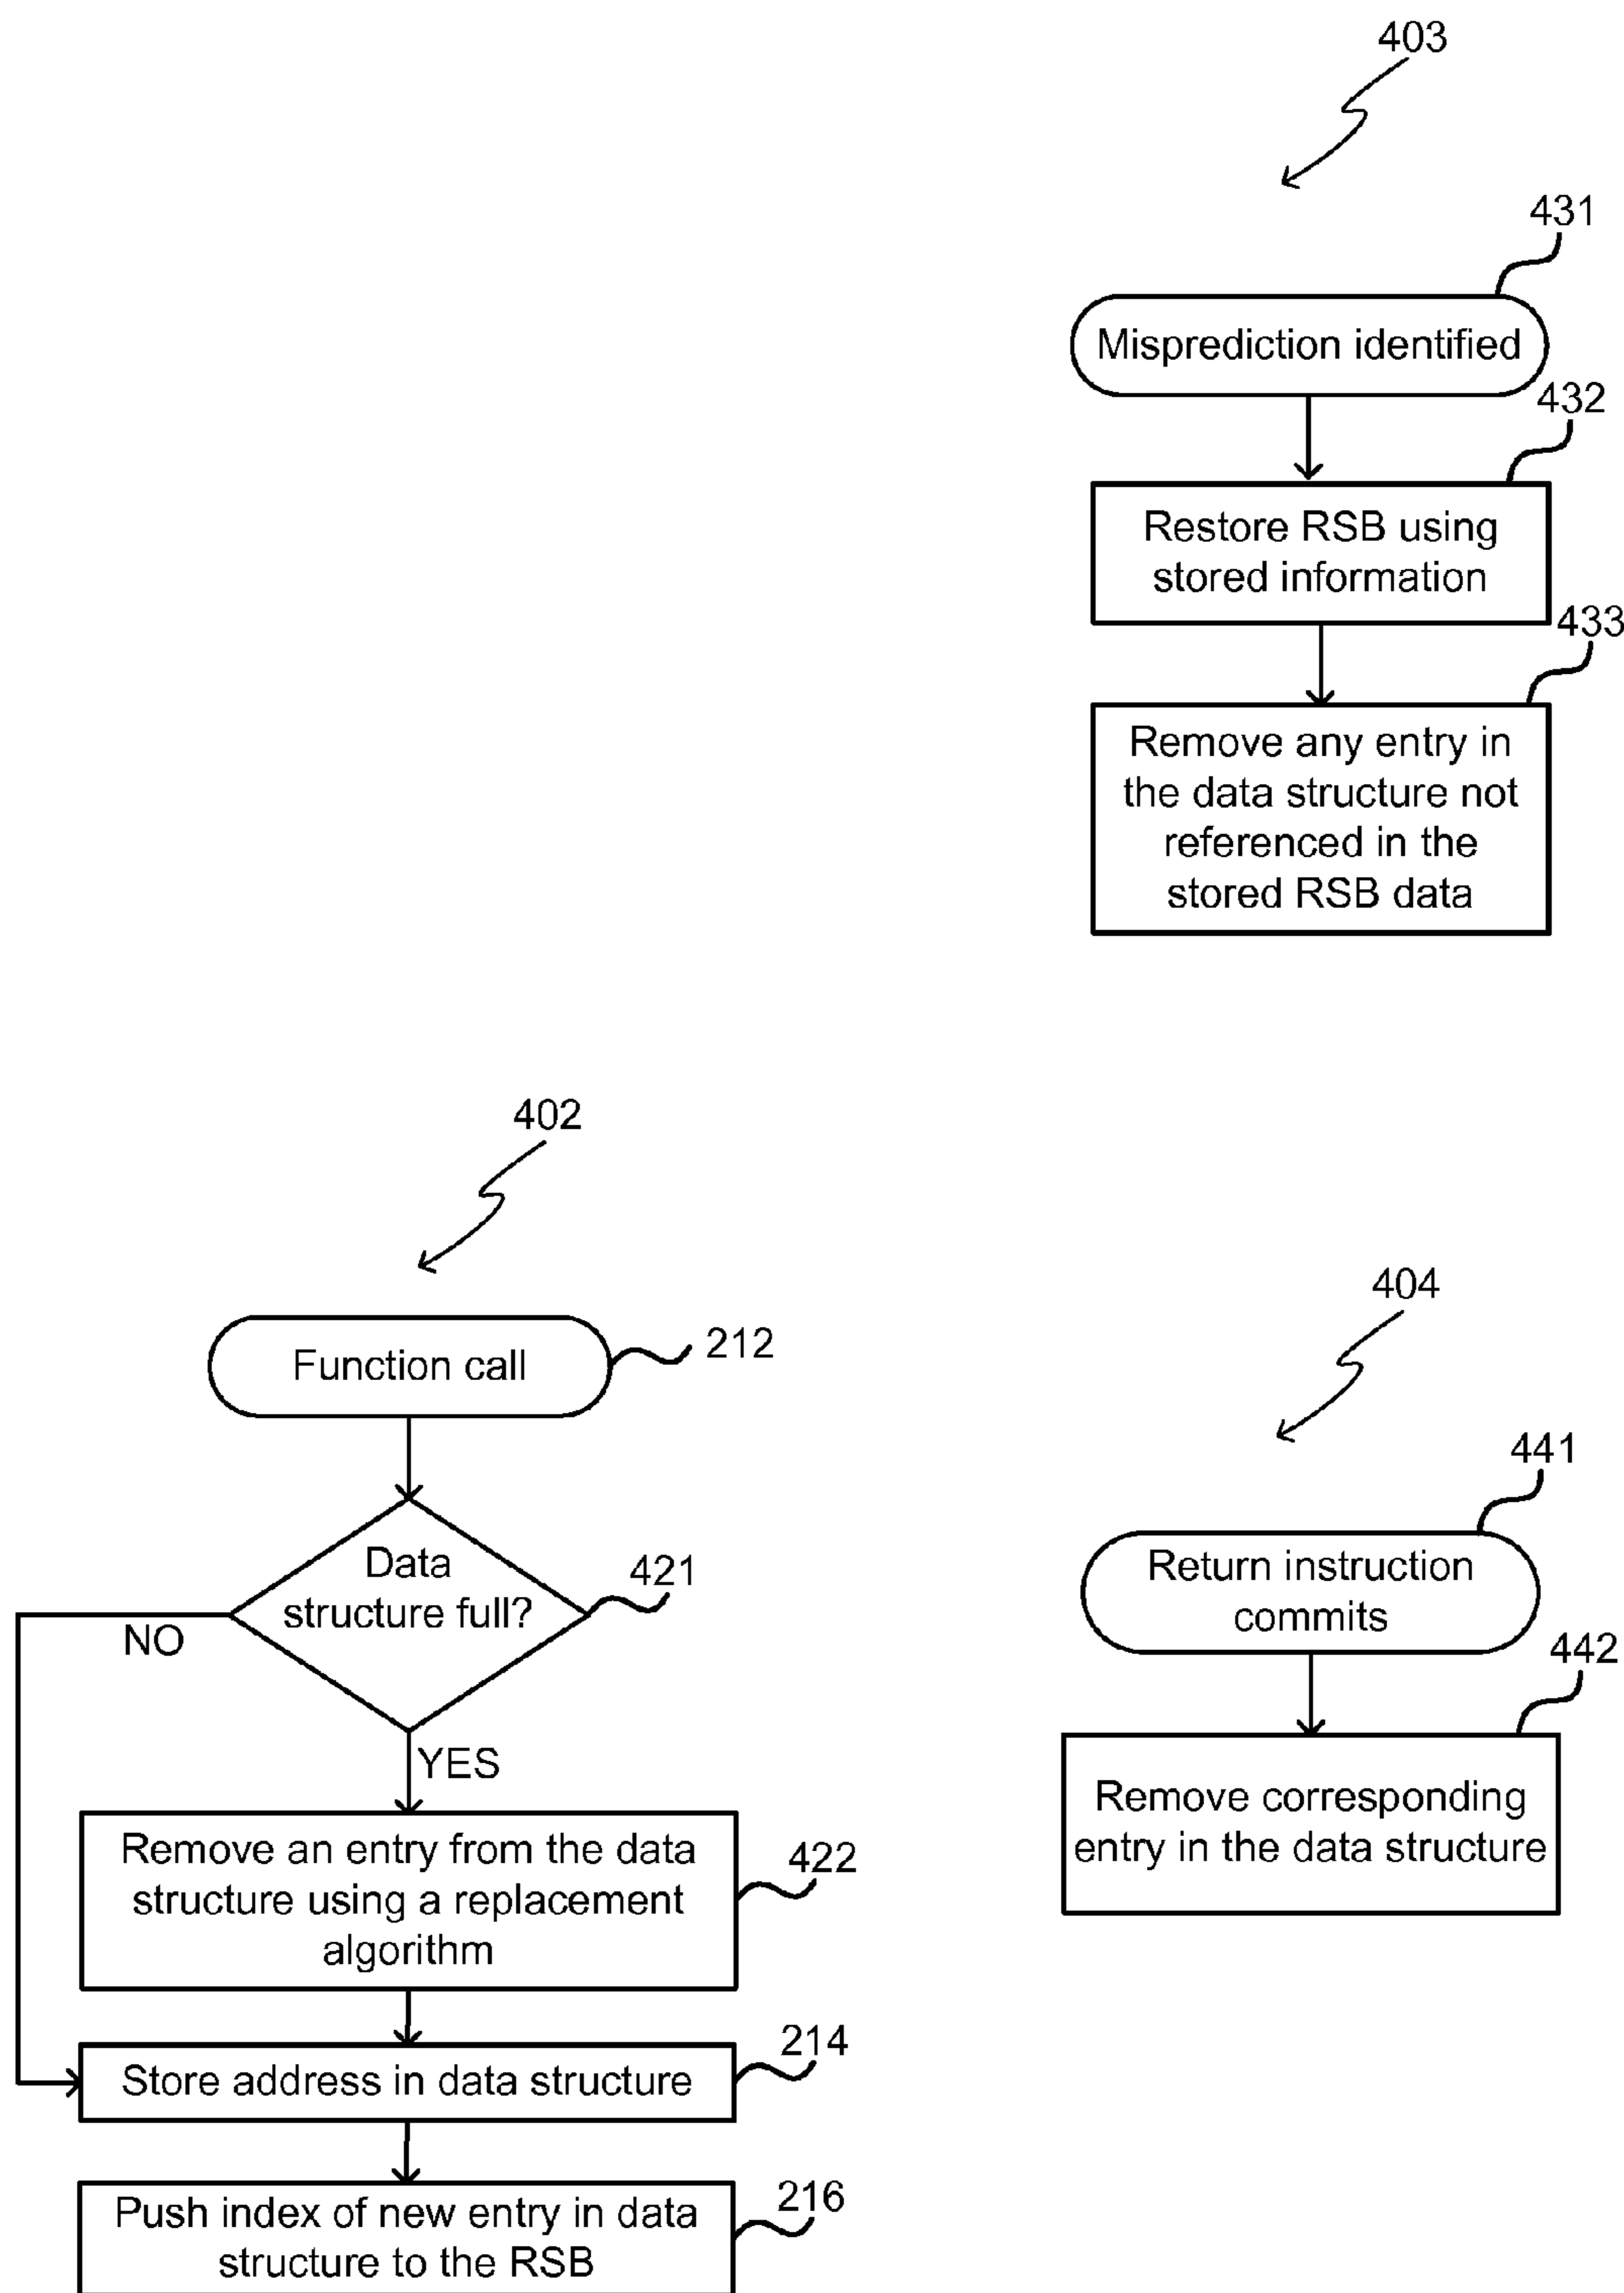 403
431
Misprediction identified
432
Restore RSB using
stored information
433
Remove any entry in
the data structure not
referenced in the
stored RSB data
402
Function call
212
Data
structure full?
421
NO
YES
Remove an entry from the data
structure using a replacement
algorithm
422
Store address in data structure
214
Push index of new entry in data
structure to the RSB
216
404
441
Return instruction
commits
442
Remove corresponding
entry in the data structure